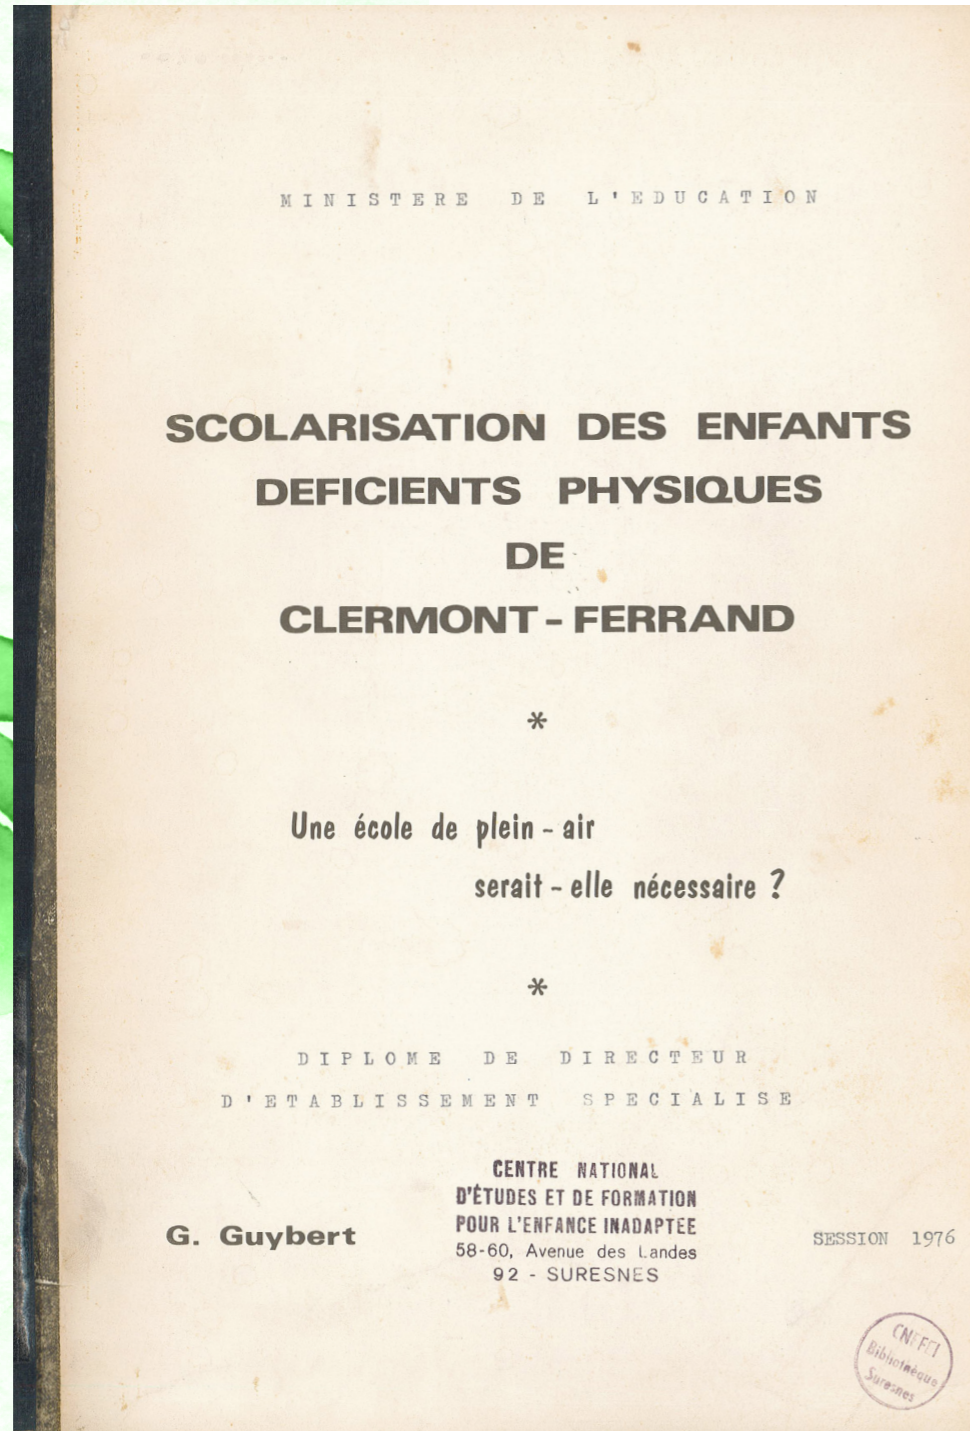 MINISTERE DE L'EDUCATION
SCOLARISATION DES ENFANTS
DEFICIENTS PHYSIQUES
DE
CLERMONT-FERRAND
*
Une école de plein-air
serait-elle nécessaire ?
*
DIPLOME DE DIRECTEUR
D'ETABLISSEMENT SPECIALISE
CENTRE NATIONAL
D'ÉTUDES ET DE FORMATION
POUR L'ENFANCE INADAPTEE
58-60, Avenue des Landes
92 - SURESNES
G. Guybert
SESSION 1976
CNEFEI
Bibliothèque
Suresnes